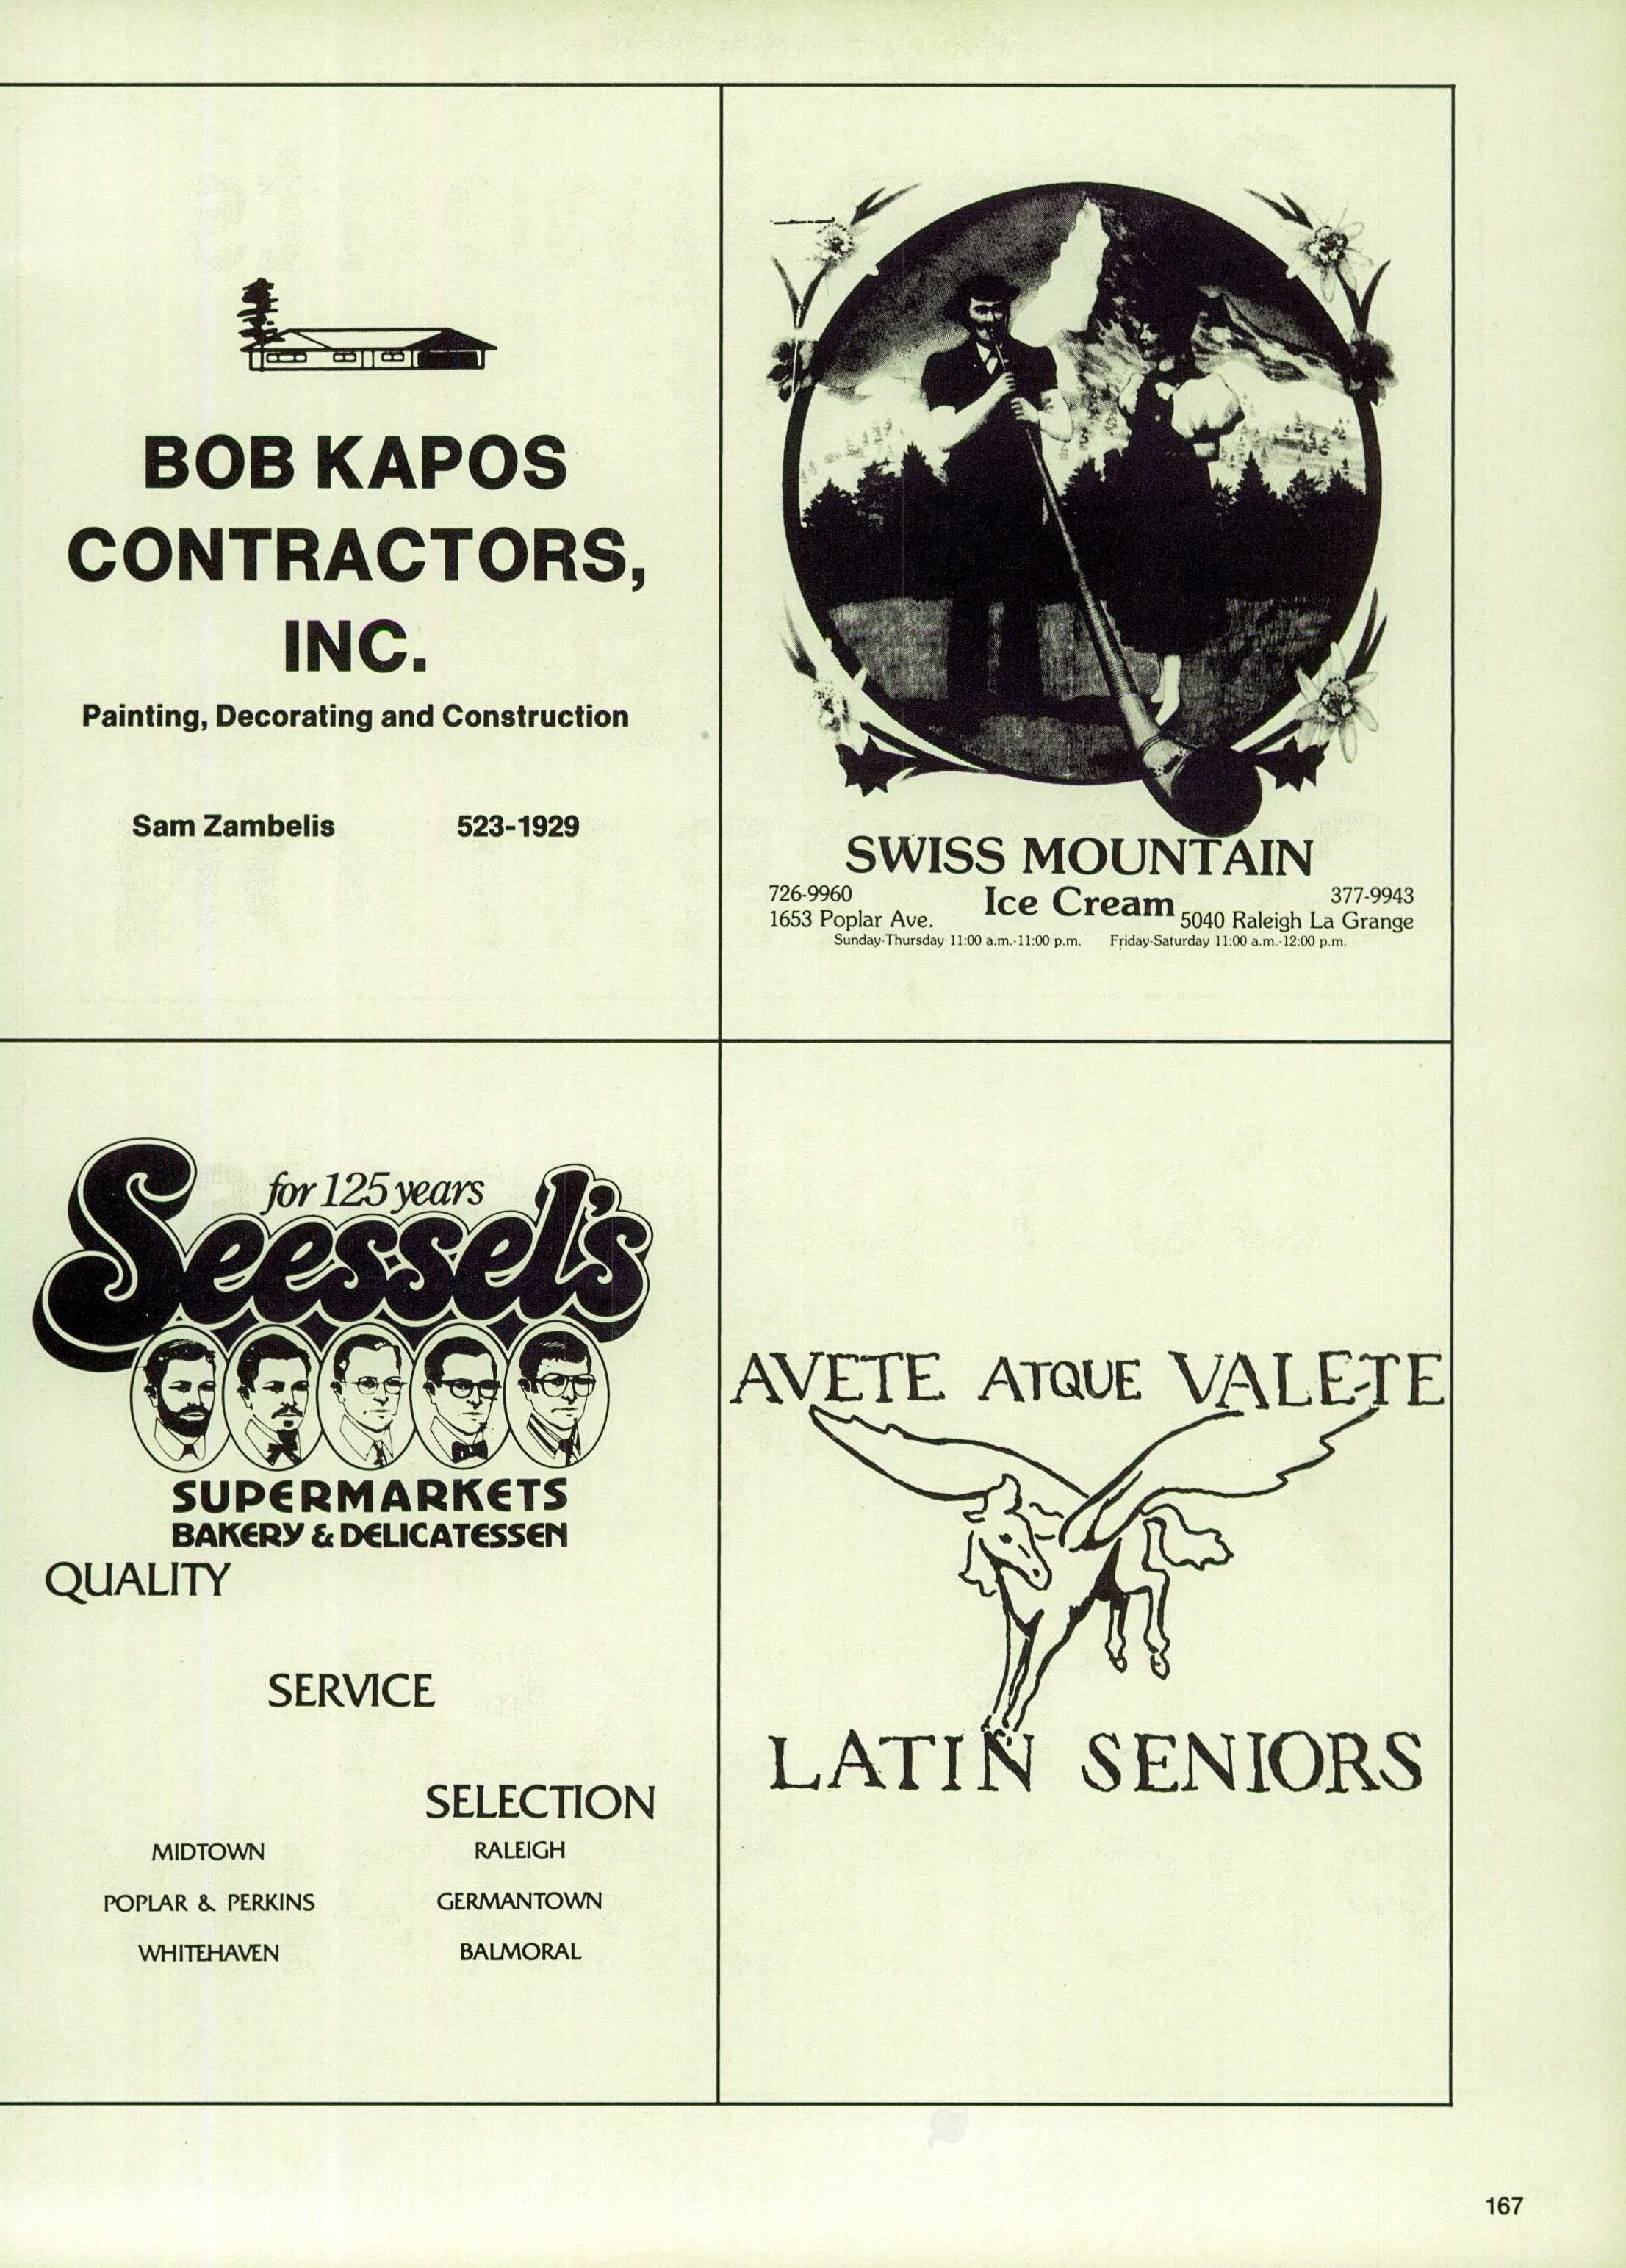 BOB KAPOS
CONTRACTORS,
INC.
Painting, Decorating and Construction
Sam Zambelis 523-1929
SWISS MOUNTAIN
726-9960 Ice Cream 377-9943
1653 Poplar Ave. 5040 Raleigh La Grange
Sunday-Thursday 11:00 a.m.-11:00 p.m. Friday-Saturday 11:00 a.m.-12:00 p.m.
for 125 years
Seessel's
SUPERMARKETS
BAKERY & DELICATESSEN
QUALITY
SERVICE
SELECTION
MIDTOWN RALEIGH
POPLAR & PERKINS GERMANTOWN
WHITEHAVEN BALMORAL
AVETE ATQUE VALETE
LATIN SENIORS
167